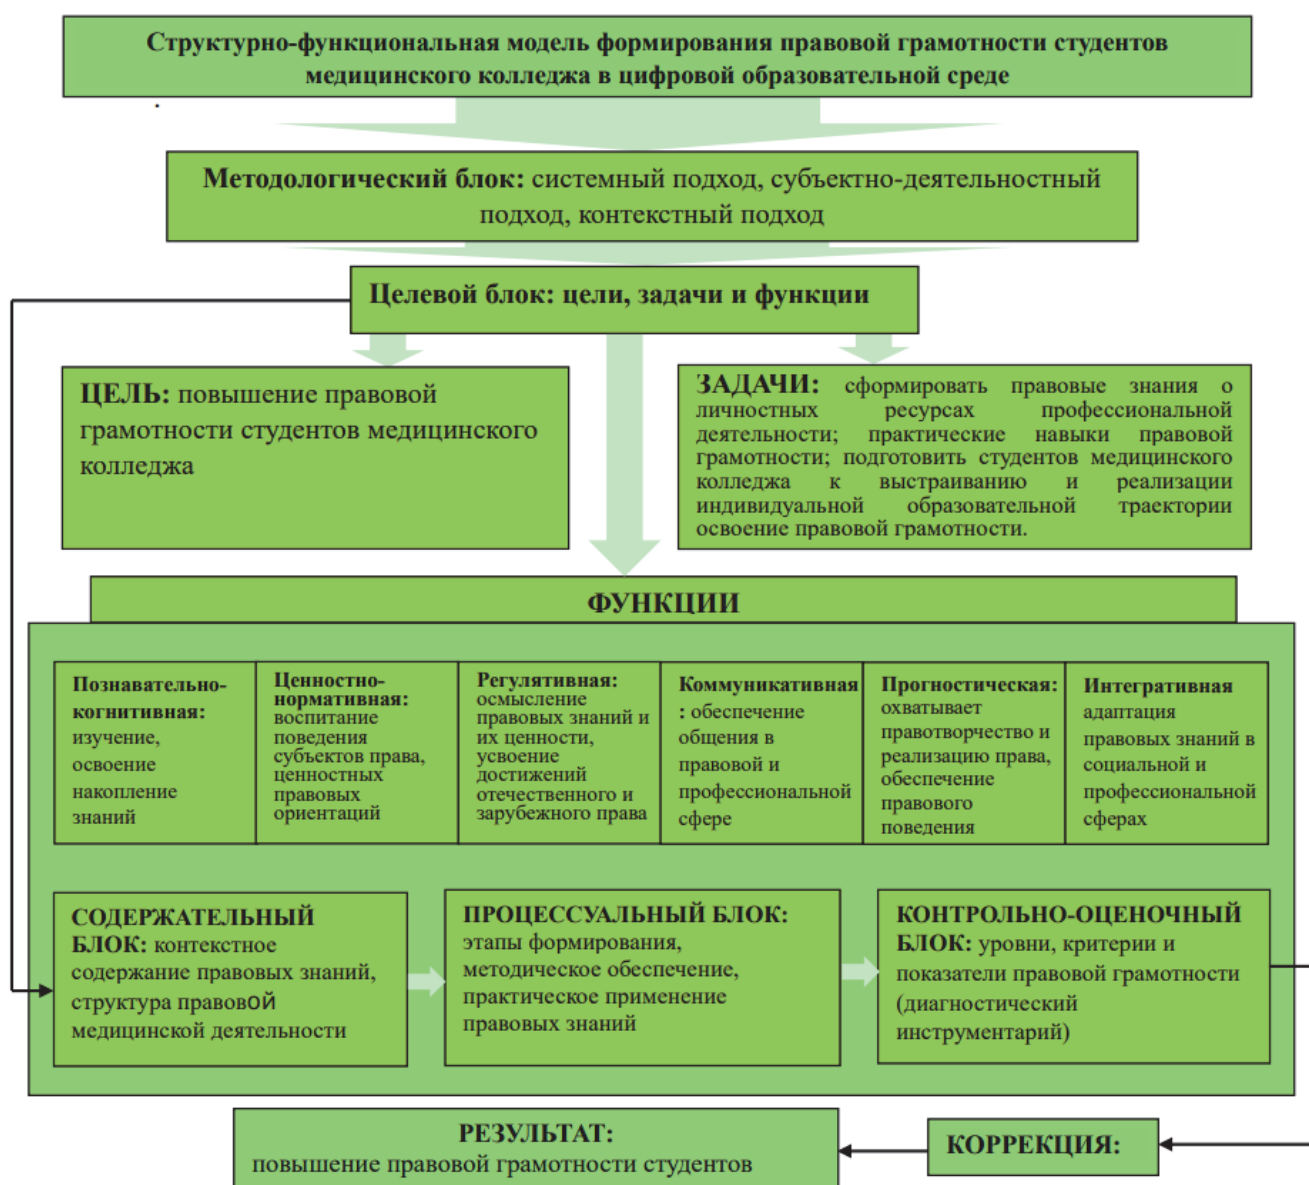 Структурно-функциональная модель формирования правовой грамотности студентов
медицинского колледжа в цифровой образовательной среде
.
Методологический блок: системный подход, субъектно-деятельностный
подход, контекстный подход
Целевой блок: цели, задачи и функции
ЦЕЛЬ: повышение правовой
грамотности студентов медицинского
колледжа
ЗАДАЧИ: сформировать правовые знания о
личностных ресурсах профессиональной
деятельности; практические навыки правовой
грамотности; подготовить студентов медицинского
колледжа к выстраиванию и реализации
индивидуальной образовательной траектории
освоение правовой грамотности.
ФУНКЦИИ
Познавательно-
когнитивная:
изучение,
освоение
накопление
знаний
Ценностно-
нормативная:
воспитание
поведения
субъектов права,
ценностных
правовых
ориентаций
Регулятивная:
осмысление
правовых знаний и
их ценности,
усвоение
достижений
отечественного и
зарубежного права
Коммуникативная
: обеспечение
общения в
правовой и
профессиональной
сфере
Прогностическая:
охватывает
правотворчество и
реализацию права,
обеспечение
правового
поведения
Интегративная
адаптация
правовых знаний в
социальной и
профессиональной
сферах
СОДЕРЖАТЕЛЬНЫЙ
БЛОК: контекстное
содержание правовых знаний,
структура правовой
медицинской деятельности
ПРОЦЕССУАЛЬНЫЙ БЛОК:
этапы формирования,
методическое обеспечение,
практическое применение
правовых знаний
КОНТРОЛЬНО-ОЦЕНОЧНЫЙ
БЛОК: уровни, критерии и
показатели правовой грамотности
(диагностический
инструментарий)
РЕЗУЛЬТАТ:
повышение правовой грамотности студентов
КОРРЕКЦИЯ: